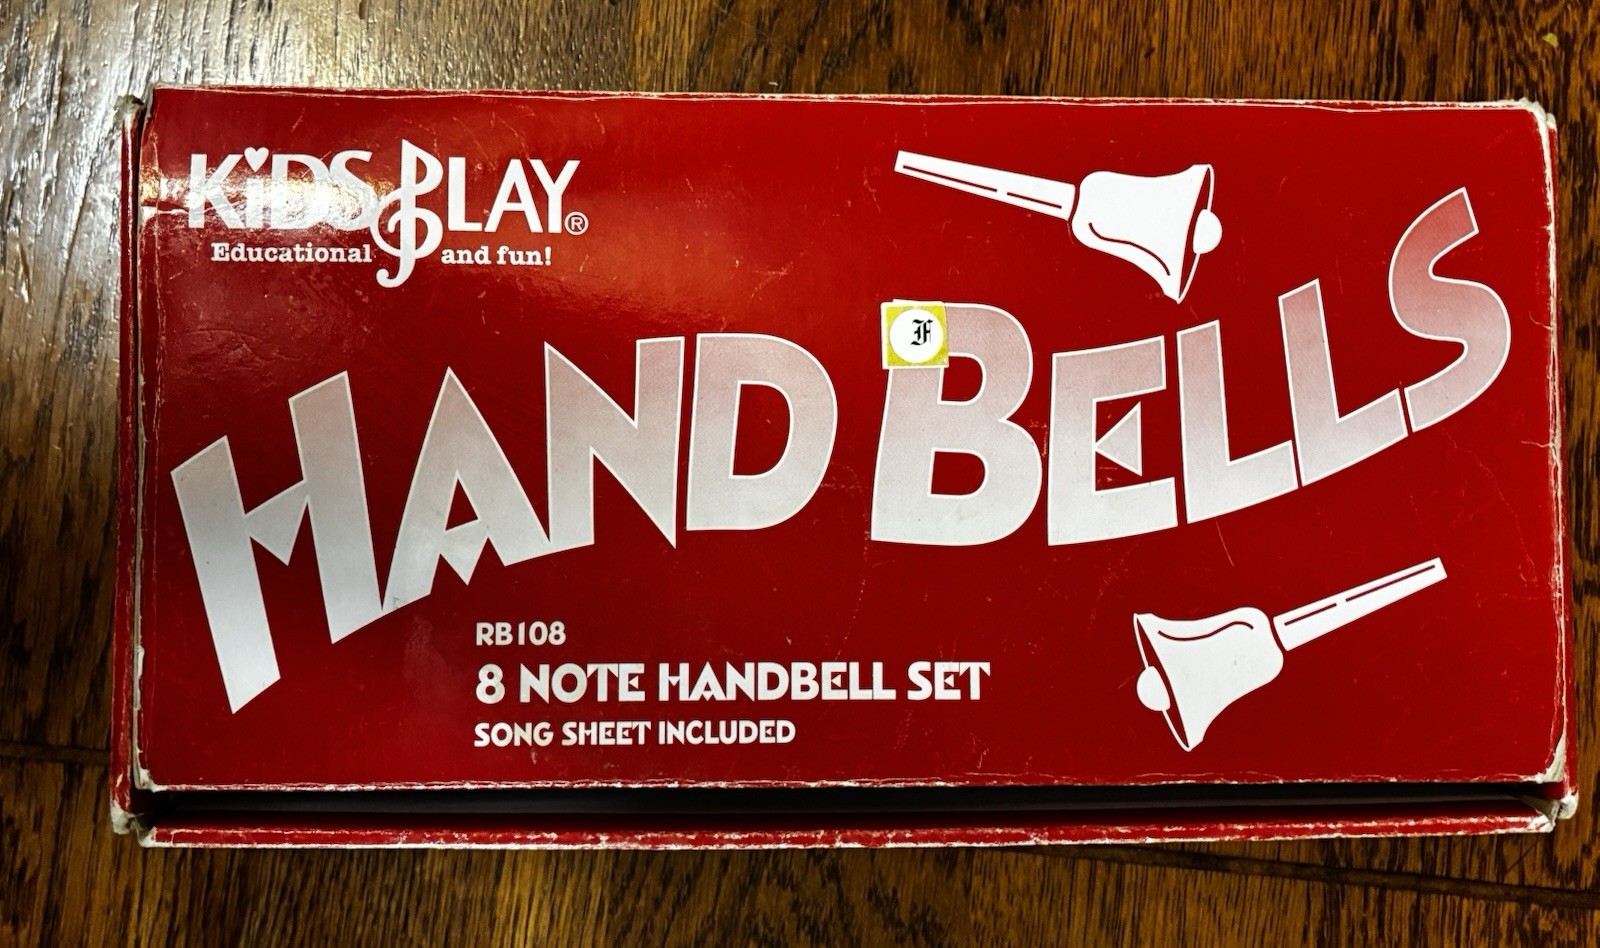 KiDS PLAY®
Educational and fun!
F
HAND BELLS
RB108
8 NOTE HANDBELL SET
SONG SHEET INCLUDED